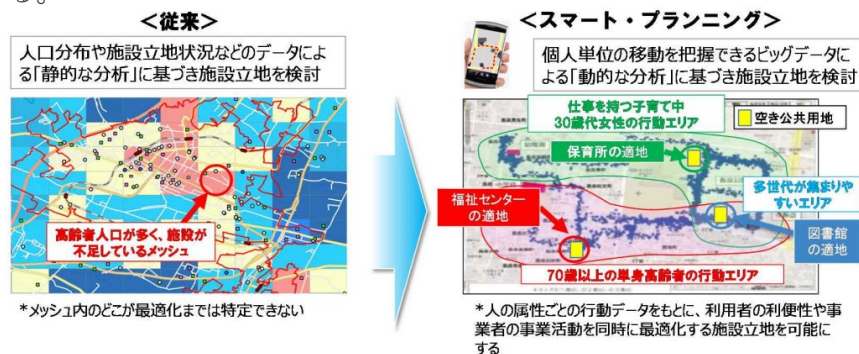 る。
＜従来＞
人口分布や施設立地状況などのデータによ
る「静的な分析」に基づき施設立地を検討
高齢者人口が多く、施設が
不足しているメッシュ
*メッシュ内のどこが最適化までは特定できない
＜スマート・プランニング＞
個人単位の移動を把握できるビッグデータに
よる「動的な分析」に基づき施設立地を検討
仕事を持つ子育て中
30歳代女性の行動エリア
空き公共用地
保育所の適地
福祉センター
の適地
多世代が集まりや
すいエリア
図書館
の適地
70歳以上の単身高齢者の行動エリア
*人の属性ごとの行動データをもとに、利用者の利便性や事
業者の事業活動を同時に最適化する施設立地を可能に
する